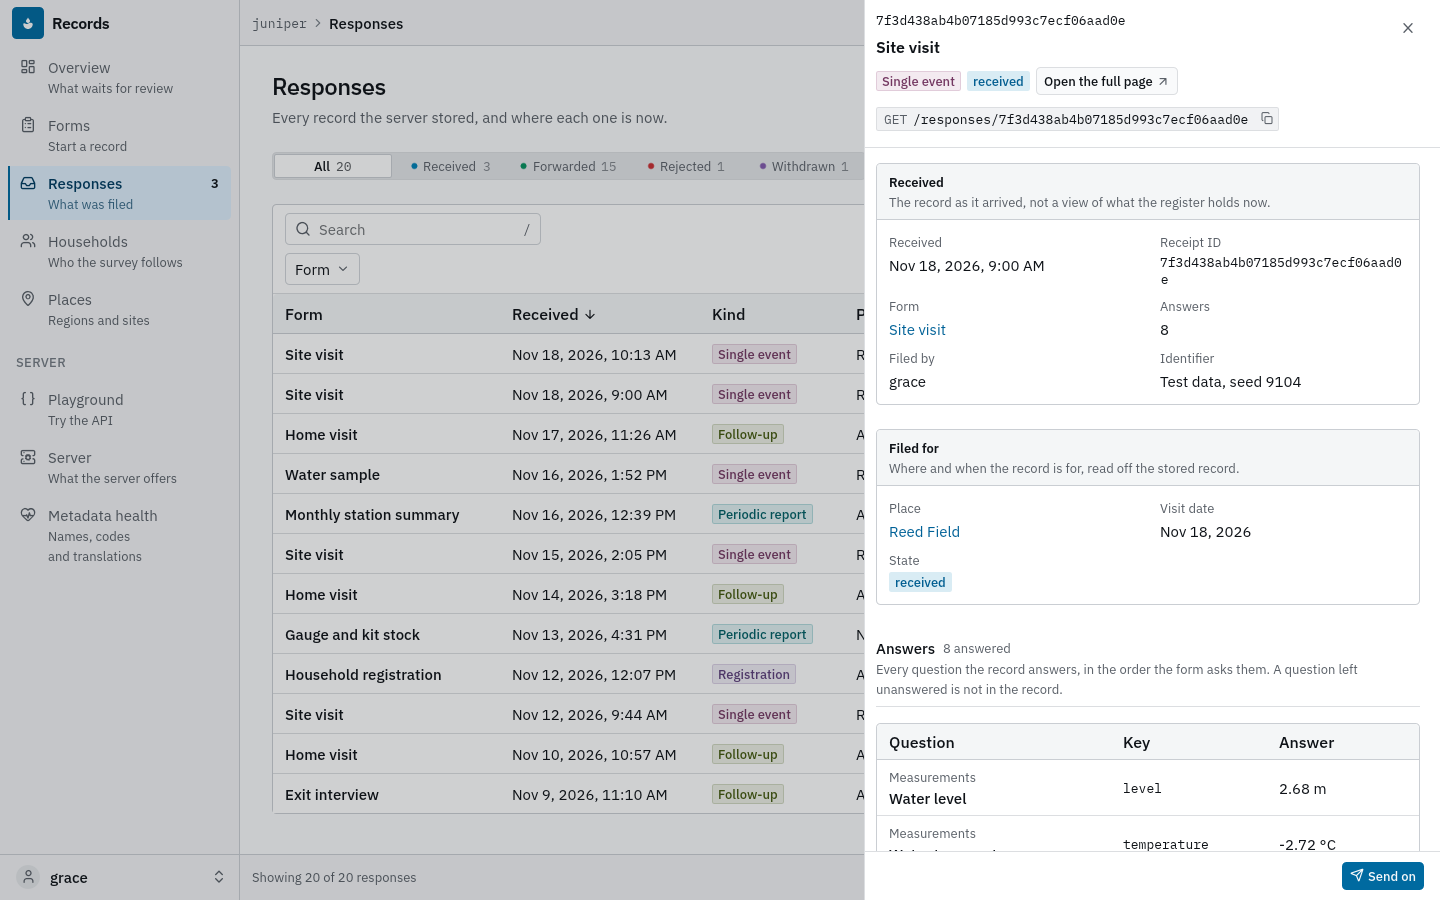 Records
Overview
What waits for review
Forms
Start a record
Responses 3
What was filed
Households
Who the survey follows
Places
Regions and sites
SERVER
Playground
Try the API
Server
What the server offers
Metadata health
Names, codes
and translations
grace
juniper > Responses
Responses
Every record the server stored, and where each one is now.
All 20 Received 3 Forwarded 15 Rejected 1 Withdrawn 1
Search /
Form
Form Received Kind P
Site visit Nov 18, 2026, 10:13 AM Single event R
Site visit Nov 18, 2026, 9:00 AM Single event R
Home visit Nov 17, 2026, 11:26 AM Follow-up A
Water sample Nov 16, 2026, 1:52 PM Single event R
Monthly station summary Nov 16, 2026, 12:39 PM Periodic report A
Site visit Nov 15, 2026, 2:05 PM Single event R
Home visit Nov 14, 2026, 3:18 PM Follow-up A
Gauge and kit stock Nov 13, 2026, 4:31 PM Periodic report N
Household registration Nov 12, 2026, 12:07 PM Registration A
Site visit Nov 12, 2026, 9:44 AM Single event R
Home visit Nov 10, 2026, 10:57 AM Follow-up A
Exit interview Nov 9, 2026, 11:10 AM Follow-up A
Showing 20 of 20 responses
7f3d438ab4b07185d993c7ecf06aad0e
Site visit
Single event received Open the full page
GET /responses/7f3d438ab4b07185d993c7ecf06aad0e
Received
The record as it arrived, not a view of what the register holds now.
Received Receipt ID
Nov 18, 2026, 9:00 AM 7f3d438ab4b07185d993c7ecf06aad0
e
Form Answers
Site visit 8
Filed by Identifier
grace Test data, seed 9104
Filed for
Where and when the record is for, read off the stored record.
Place Visit date
Reed Field Nov 18, 2026
State
received
Answers 8 answered
Every question the record answers, in the order the form asks them. A question left
unanswered is not in the record.
Question Key Answer
Measurements
Water level level 2.68 m
Measurements
temperature -2.72 °C
Send on